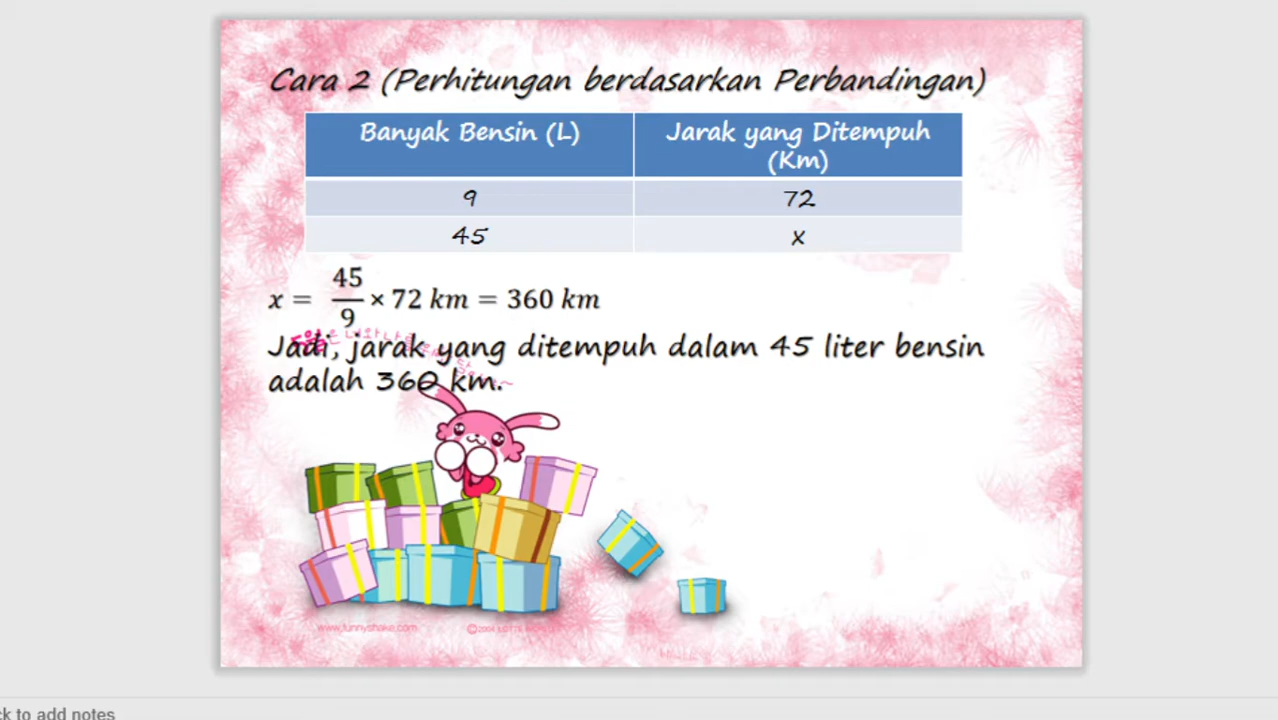 Cara 2 (Perhitungan berdasarkan Perbandingan)
Banyak Bensin (L)
Jarak yang Ditempuh
(Km)
9
72
45
x
x = 45/9 × 72 km = 360 km
Jadi, jarak yang ditempuh dalam 45 liter bensin
adalah 360 km.
www.funnyshake.com
ck to add notes